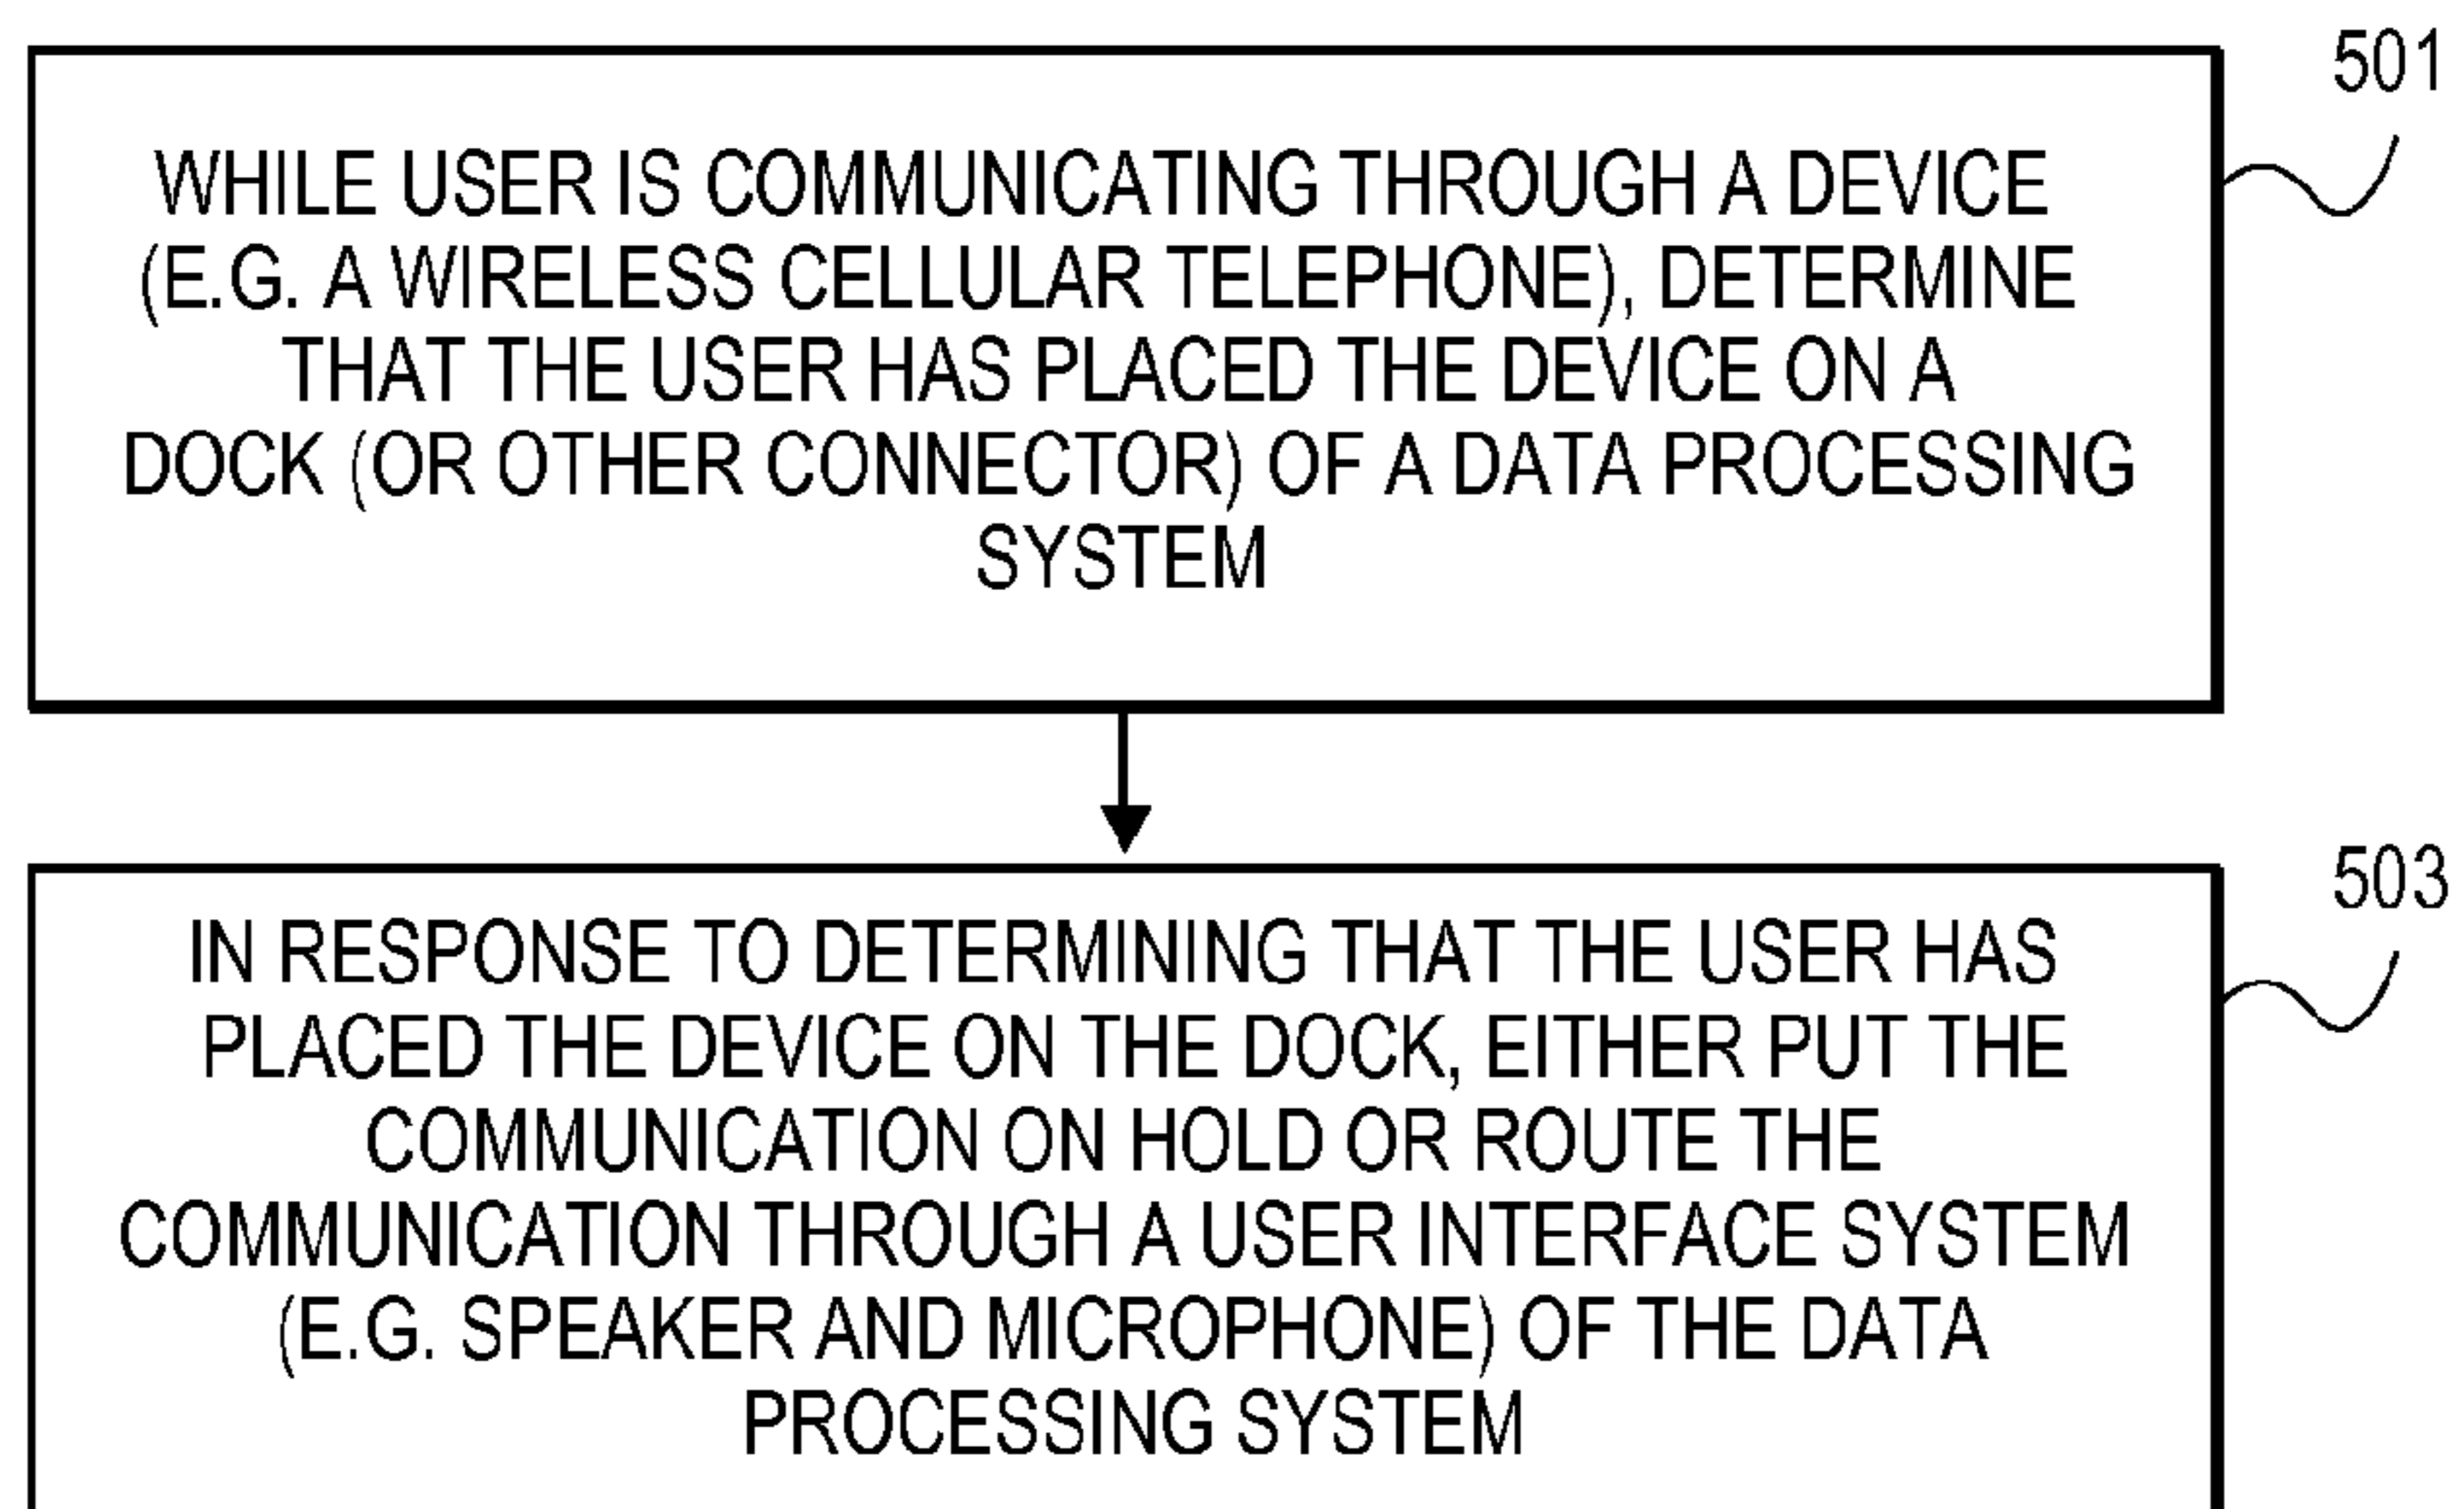 501
WHILE USER IS COMMUNICATING THROUGH A DEVICE
(E.G. A WIRELESS CELLULAR TELEPHONE), DETERMINE
THAT THE USER HAS PLACED THE DEVICE ON A
DOCK (OR OTHER CONNECTOR) OF A DATA PROCESSING
SYSTEM
503
IN RESPONSE TO DETERMINING THAT THE USER HAS
PLACED THE DEVICE ON THE DOCK, EITHER PUT THE
COMMUNICATION ON HOLD OR ROUTE THE
COMMUNICATION THROUGH A USER INTERFACE SYSTEM
(E.G. SPEAKER AND MICROPHONE) OF THE DATA
PROCESSING SYSTEM